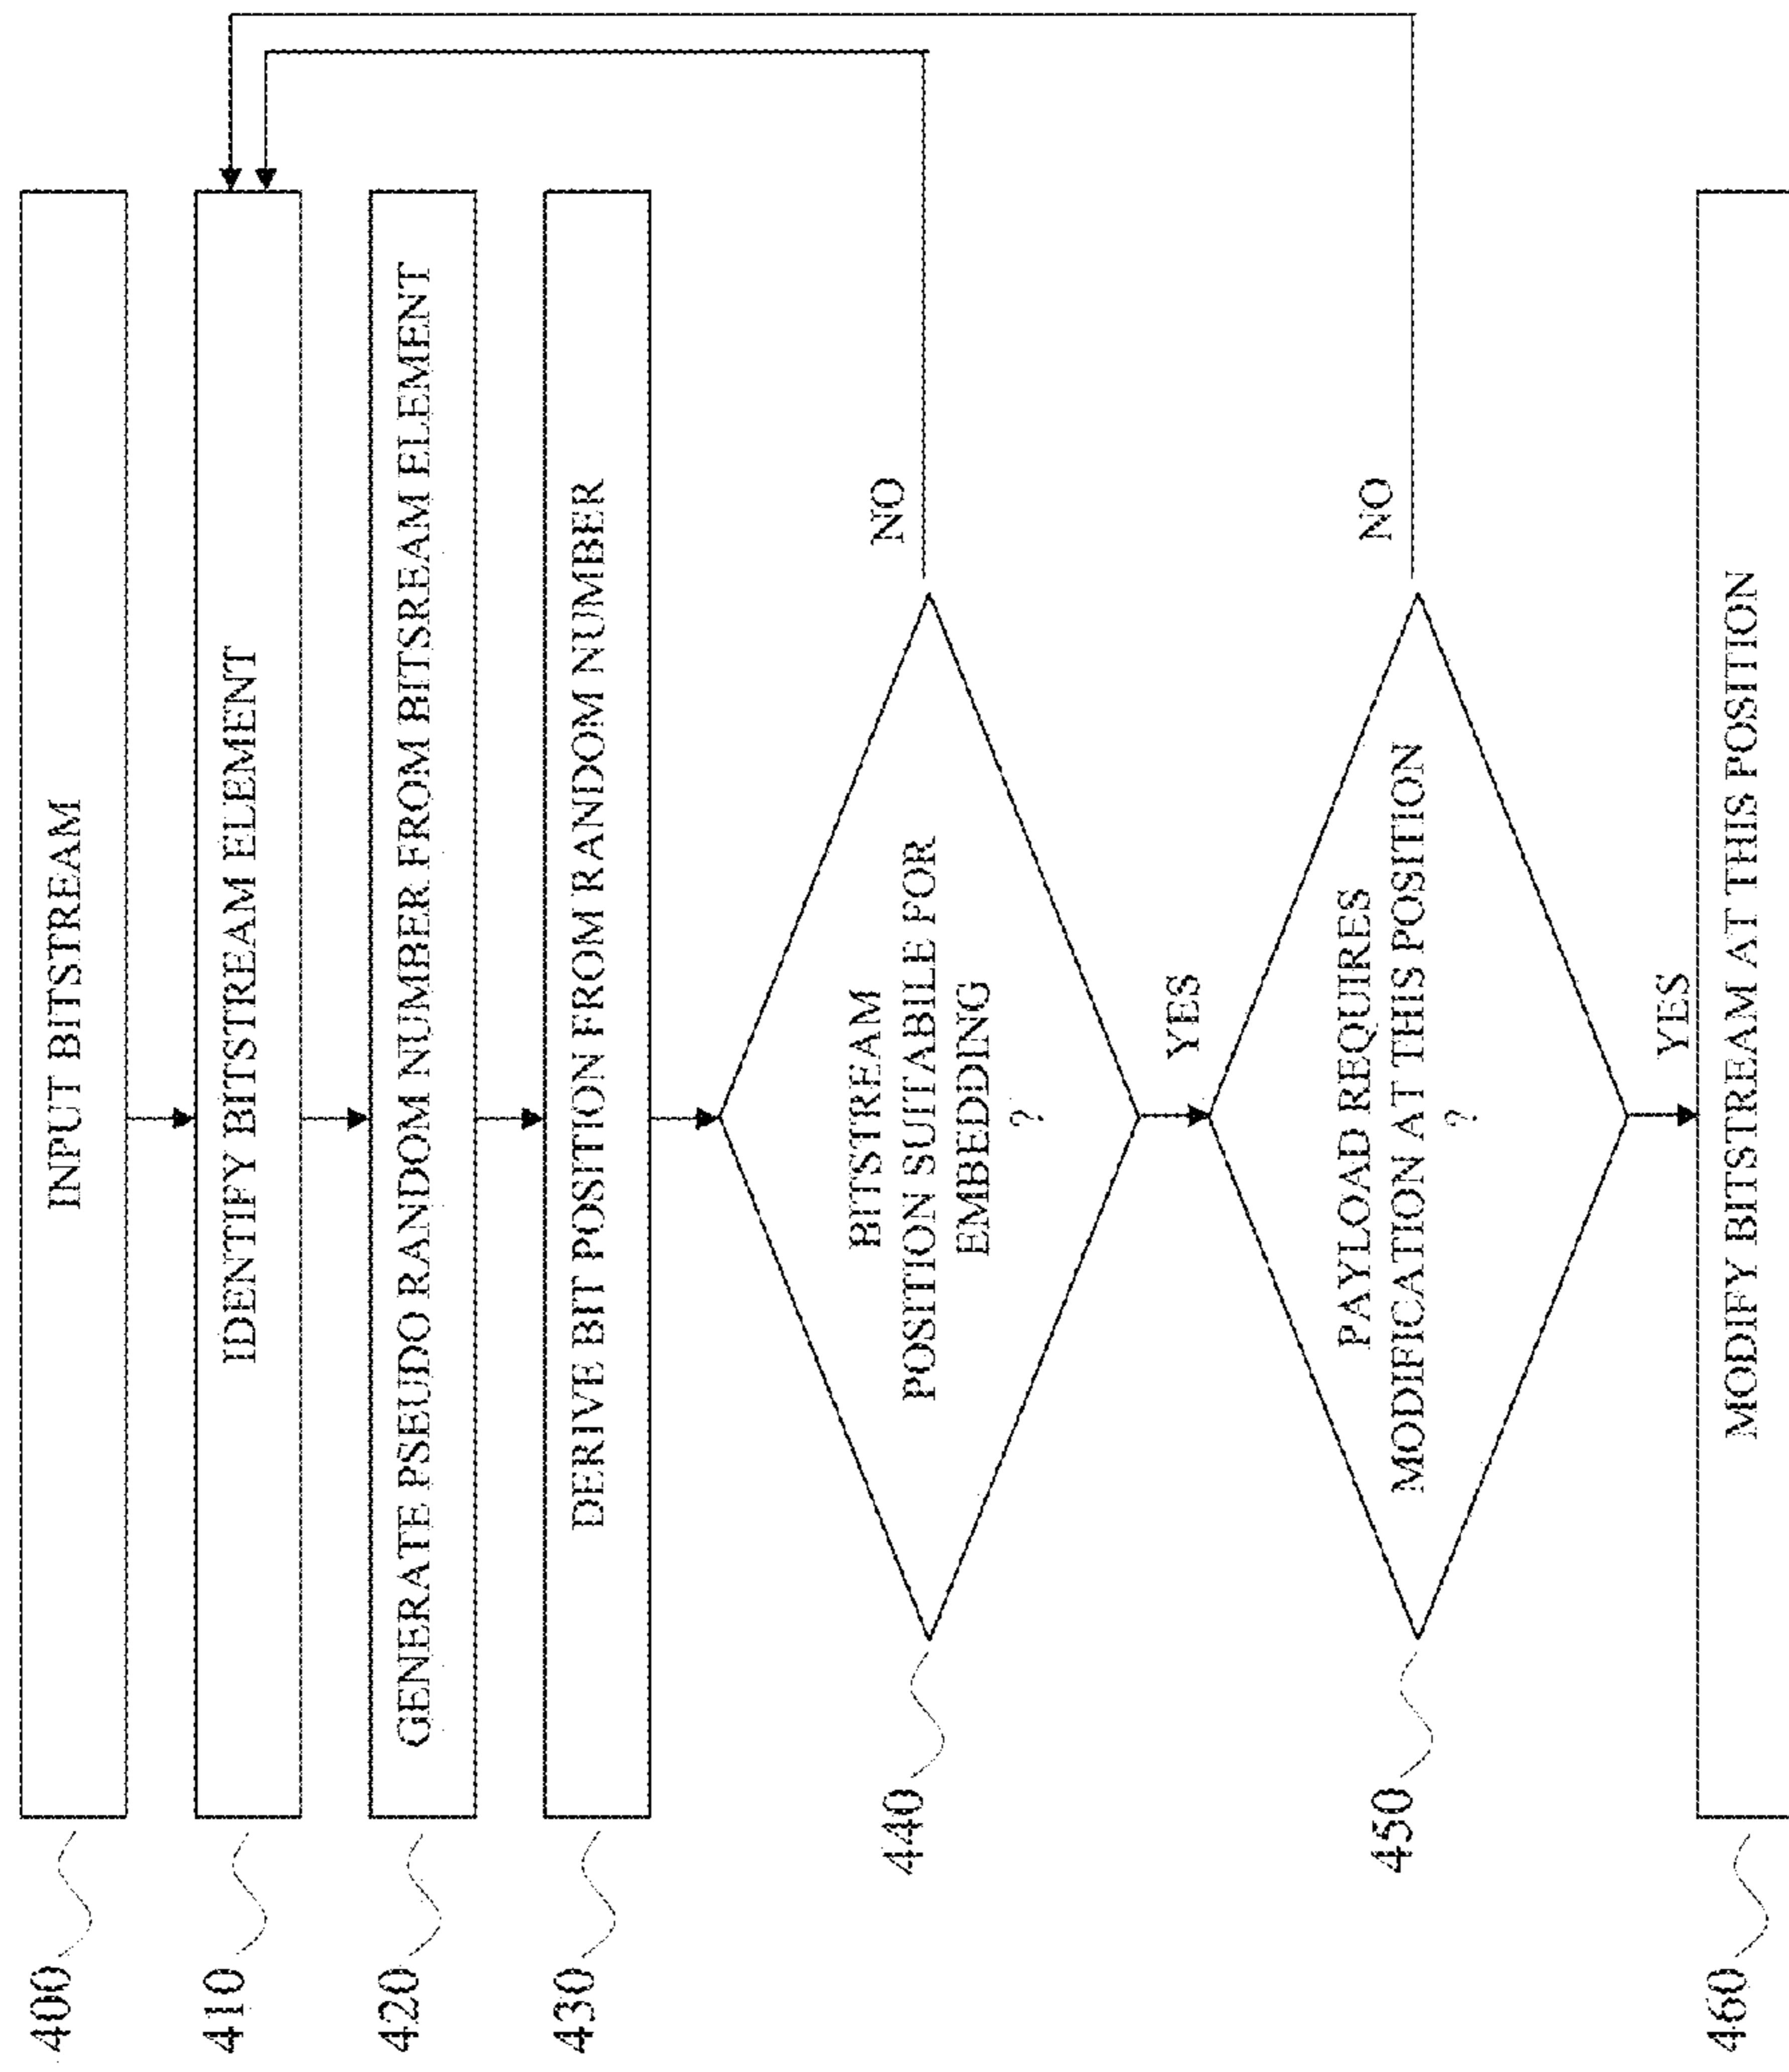 400
INPUT BITSTREAM
410
IDENTIFY BITSTREAM ELEMENT
420
GENERATE PSEUDO RANDOM NUMBER FROM BITSREAM ELEMENT
430
DERIVE BIT POSITION FROM RANDOM NUMBER
440
BITSTREAM
POSITION SUITABILE FOR
EMBEDDING
?
NO
YES
450
PAYLOAD REQUIRES
MODIFICATION AT THIS POSITION
?
NO
YES
460
MODIFY BITSTREAM AT THIS POSITION